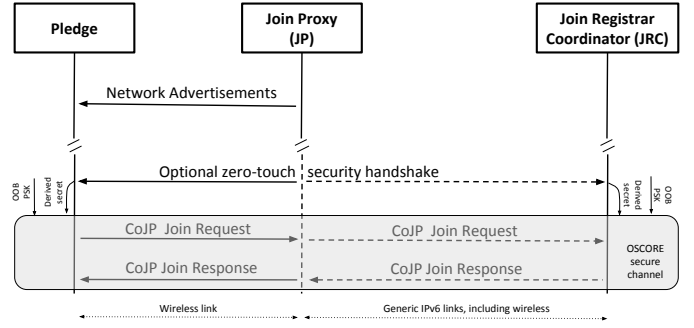 Pledge
Join Proxy
(JP)
Join Registrar
Coordinator (JRC)
Network Advertisements
Optional zero-touch security handshake
OOB
PSK
Derived
secret
Derived
secret
OOB
PSK
CoJP Join Request
CoJP Join Request
OSCORE
secure
channel
CoJP Join Response
CoJP Join Response
Wireless link
Generic IPv6 links, including wireless